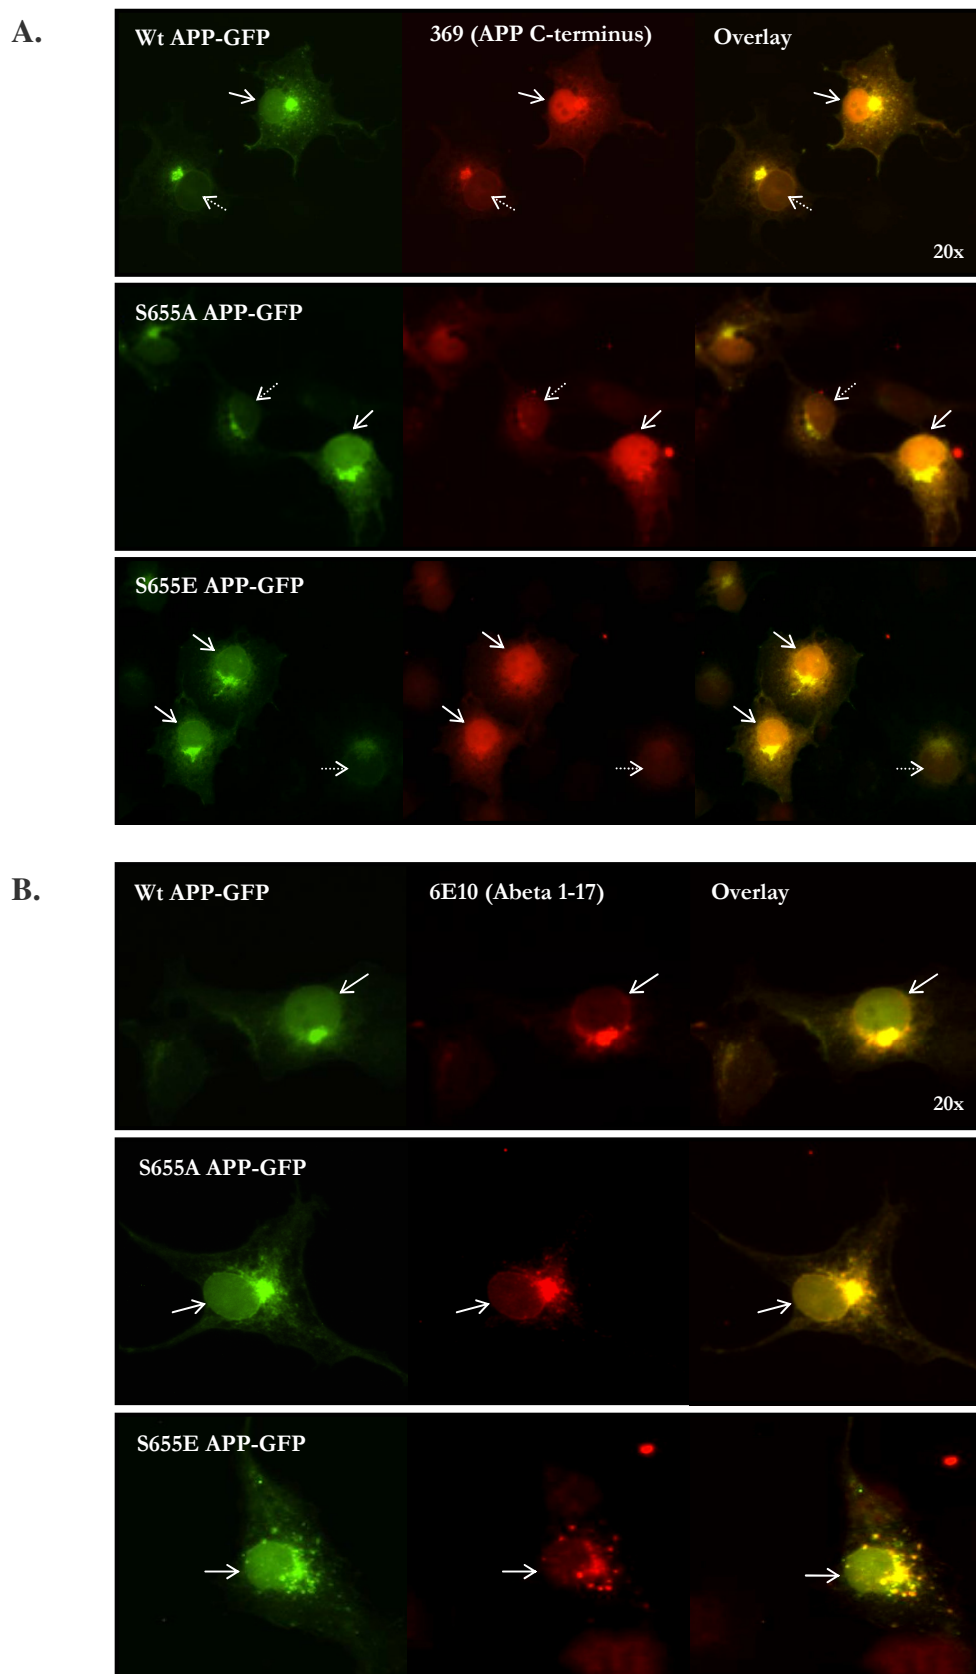 A.
Wt APP-GFP
369 (APP C-terminus)
Overlay
20x
S655A APP-GFP
S655E APP-GFP
B.
Wt APP-GFP
6E10 (Abeta 1-17)
Overlay
20x
S655A APP-GFP
S655E APP-GFP